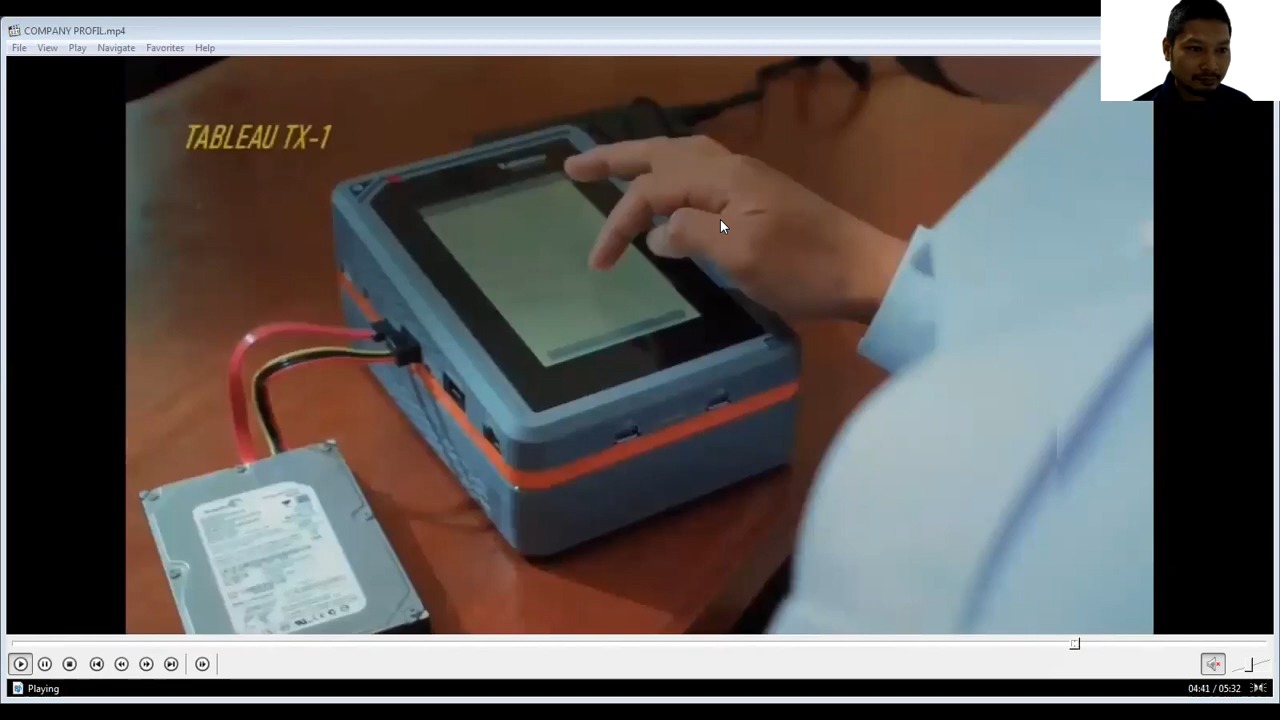 COMPANY PROFIL.mp4
File View Play Navigate Favorites Help
TABLEAU TX-1
Playing
04:41 / 05:32